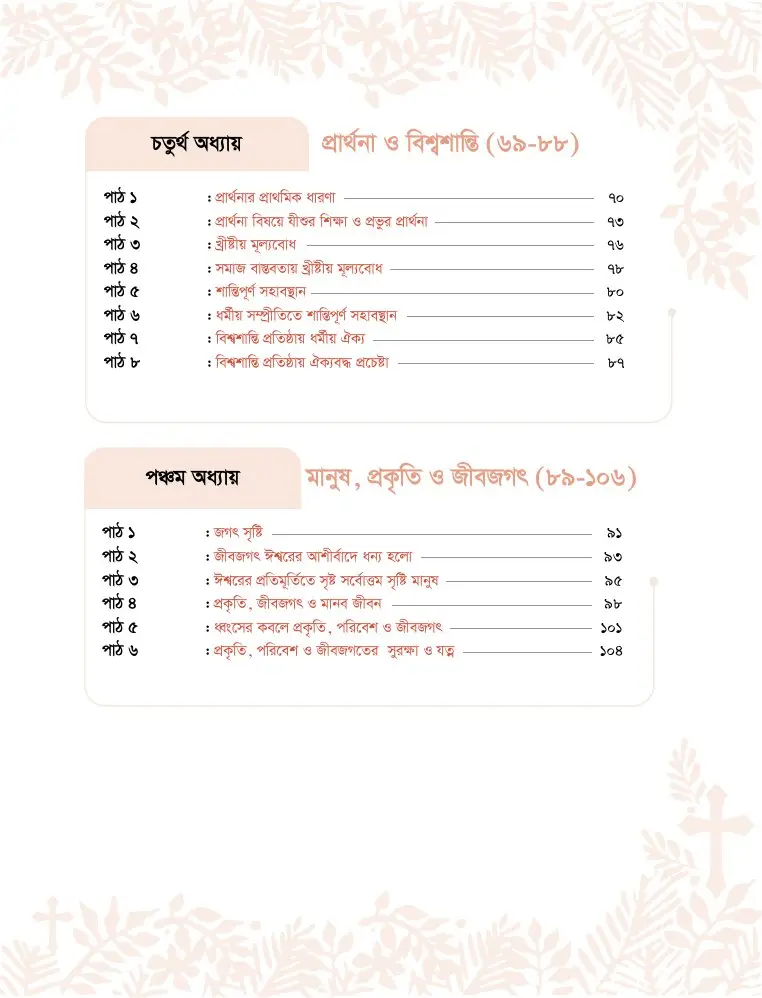 চতুর্থ অধ্যায় প্রার্থনা ও বিশ্বশান্তি (৬৯-৮৮)
পাঠ ১ : প্রার্থনার প্রাথমিক ধারণা ৭০
পাঠ ২ : প্রার্থনা বিষয়ে যীশুর শিক্ষা ও প্রভুর প্রার্থনা ৭৩
পাঠ ৩ : খ্রীষ্টীয় মূল্যবোধ ৭৬
পাঠ ৪ : সমাজ বাস্তবতায় খ্রীষ্টীয় মূল্যবোধ ৭৮
পাঠ ৫ : শান্তিপূর্ণ সহাবস্থান ৮০
পাঠ ৬ : ধর্মীয় সম্প্রীতিতে শান্তিপূর্ণ সহাবস্থান ৮২
পাঠ ৭ : বিশ্বশান্তি প্রতিষ্ঠায় ধর্মীয় ঐক্য ৮৫
পাঠ ৮ : বিশ্বশান্তি প্রতিষ্ঠায় ঐক্যবদ্ধ প্রচেষ্টা ৮৭
পঞ্চম অধ্যায় মানুষ, প্রকৃতি ও জীবজগৎ (৮৯-১০৬)
পাঠ ১ : জগৎ সৃষ্টি ৯১
পাঠ ২ : জীবজগৎ ঈশ্বরের আশীর্বাদে ধন্য হলো ৯৩
পাঠ ৩ : ঈশ্বরের প্রতিমূর্তিতে সৃষ্ট সর্বোত্তম সৃষ্টি মানুষ ৯৫
পাঠ ৪ : প্রকৃতি, জীবজগৎ ও মানব জীবন ৯৮
পাঠ ৫ : ধ্বংসের কবলে প্রকৃতি, পরিবেশ ও জীবজগৎ ১০১
পাঠ ৬ : প্রকৃতি, পরিবেশ ও জীবজগতের সুরক্ষা ও যত্ন ১০৪